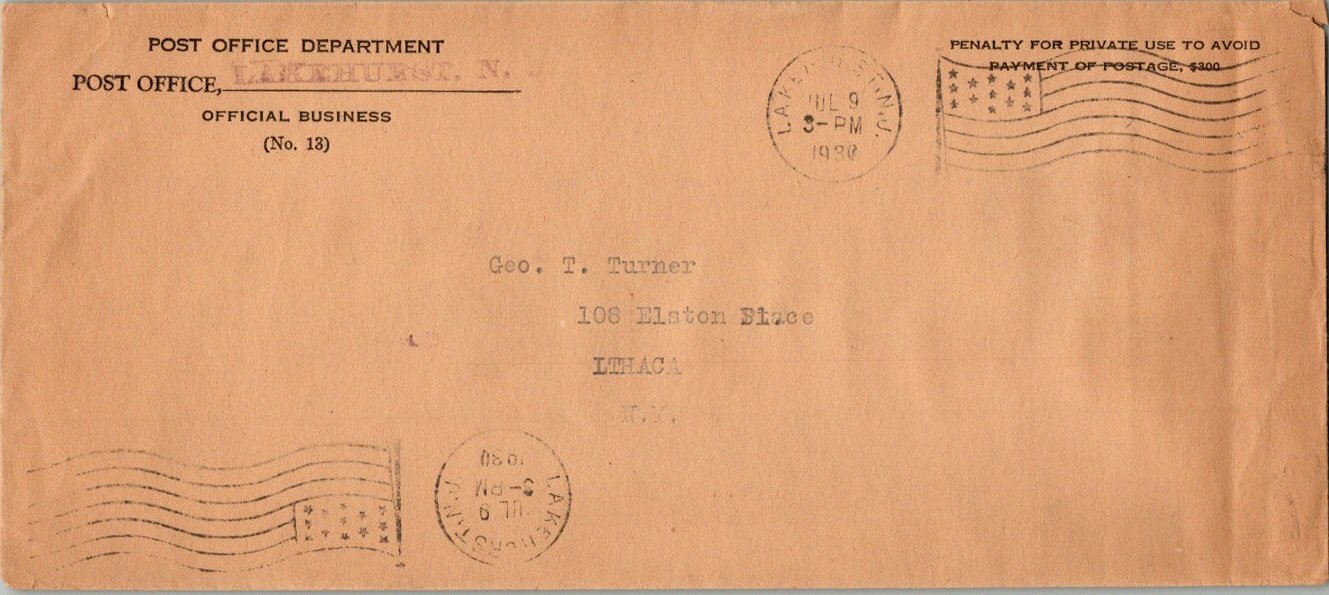 POST OFFICE DEPARTMENT
POST OFFICE, LAKEHURST, N. J
OFFICIAL BUSINESS
(No. 13)
PENALTY FOR PRIVATE USE TO AVOID
PAYMENT OF POSTAGE, $300
LAKEHURST, N.J.
JUL 9
3-PM
1930
Geo. T. Turner
108 Elston Place
ITHACA
N.Y.
LAKEHURST, N.J.
JUL 9
3-PM
1930